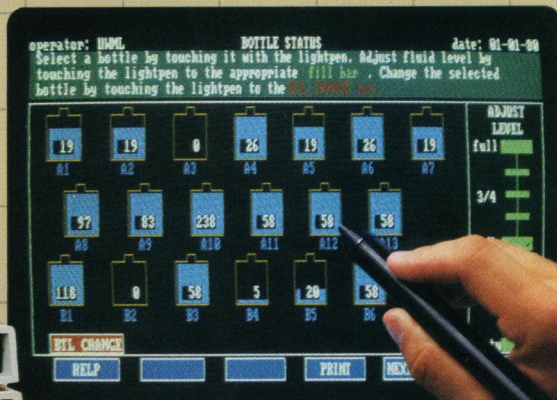 operator: UWML BOTTLE STATUS date: 01-01-80
Select a bottle by touching it with the lightpen. Adjust fluid level by
touching the lightpen to the appropriate fill bar . Change the selected
bottle by touching the lightpen to the BTL CHANGE
ADJUST
LEVEL
full
3/4
19 19 0 26 19 26 19
A1 A2 A3 A4 A5 A6 A7
97 83 238 58 58 58
A8 A9 A10 A11 A12 A13
118 0 58 5 20 58
B1 B2 B3 B4 B5 B6
BTL CHANGE
HELP PRINT